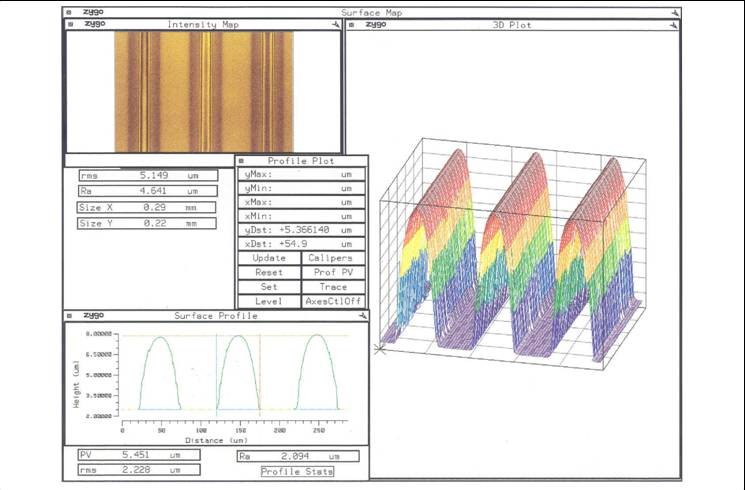 zygo Surface Map
zygo Intensity Map
zygo 3D Plot
rms 5.149 um
Ra 4.641 um
Size X 0.29 mm
Size Y 0.22 mm
Profile Plot
yMax: um
yMin: um
xMax: um
xMin: um
yDst: +5.366140 um
xDst: +54.9 um
Update Calipers
Reset Prof PV
Set Trace
Level AxesCtlOff
zygo Surface Profile
8.00000
6.50000
5.00000
3.50000
2.00000
Height (um)
0 50 100 150 200 250
Distance (um)
PV 5.451 um
rms 2.228 um
Ra 2.094 um
Profile Stats